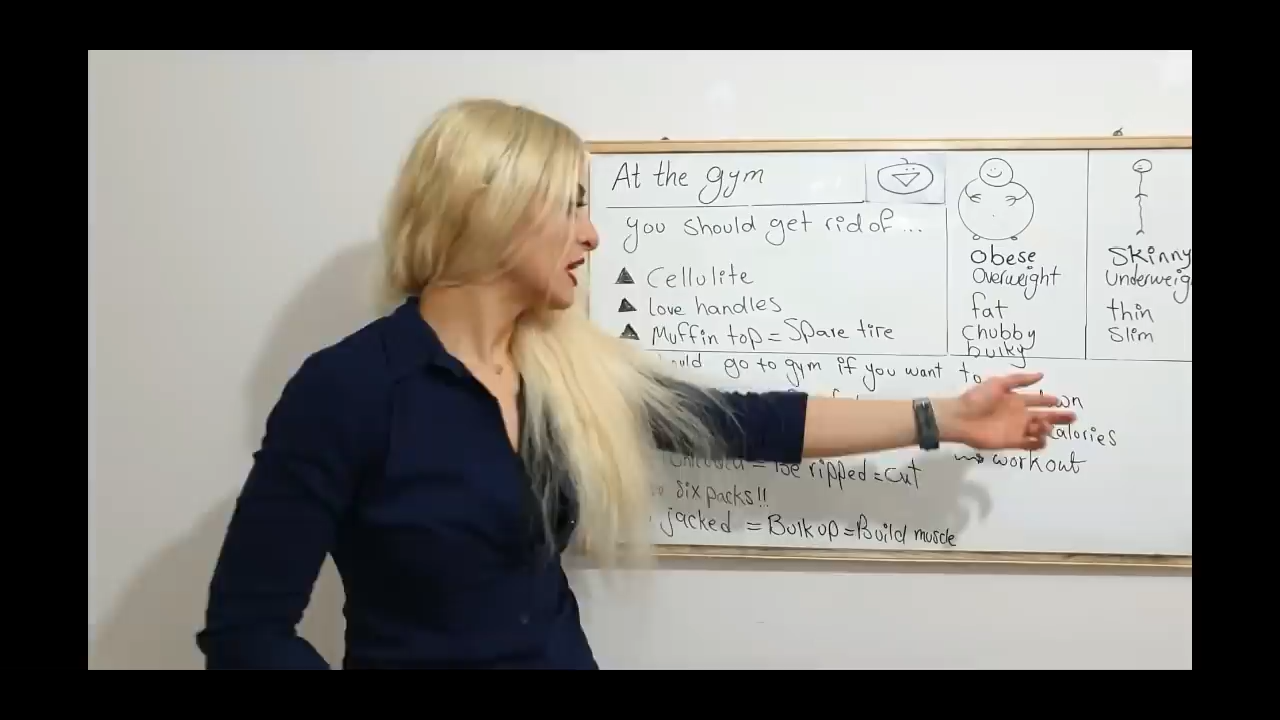 At the gym
you should get rid of ...
Cellulite
love handles
Muffin top = Spare tire
Obese
Overweight
fat
chubby
bulky
Skinny
thin
Slim
go to gym if you want to
calories
workout
= Be ripped = cut
six packs!!
jacked = Bulk up = Build muscle